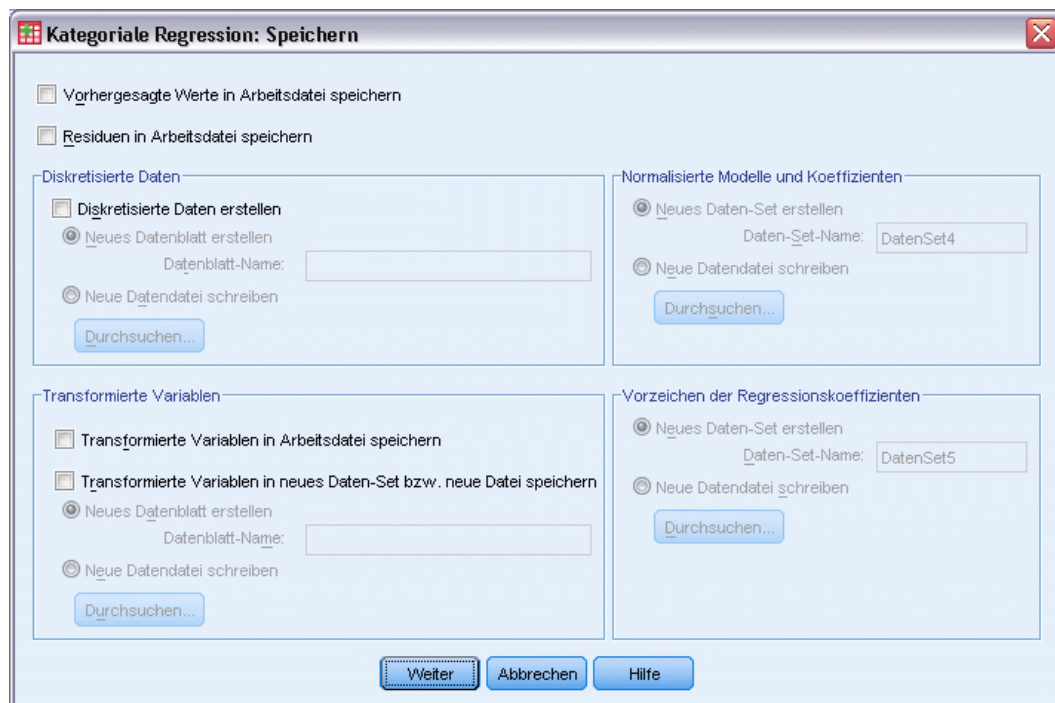 Kategoriale Regression: Speichern
Vorhergesagte Werte in Arbeitsdatei speichern
Residuen in Arbeitsdatei speichern
Diskretisierte Daten
Diskretisierte Daten erstellen
Neues Datenblatt erstellen
Datenblatt-Name:
Neue Datendatei schreiben
Durchsuchen...
Normalisierte Modelle und Koeffizienten
Neues Daten-Set erstellen
Daten-Set-Name: DatenSet4
Neue Datendatei schreiben
Durchsuchen...
Transformierte Variablen
Transformierte Variablen in Arbeitsdatei speichern
Transformierte Variablen in neues Daten-Set bzw. neue Datei speichern
Neues Datenblatt erstellen
Datenblatt-Name:
Neue Datendatei schreiben
Durchsuchen...
Vorzeichen der Regressionskoeffizienten
Neues Daten-Set erstellen
Daten-Set-Name: DatenSet5
Neue Datendatei schreiben
Durchsuchen...
Weiter Abbrechen Hilfe